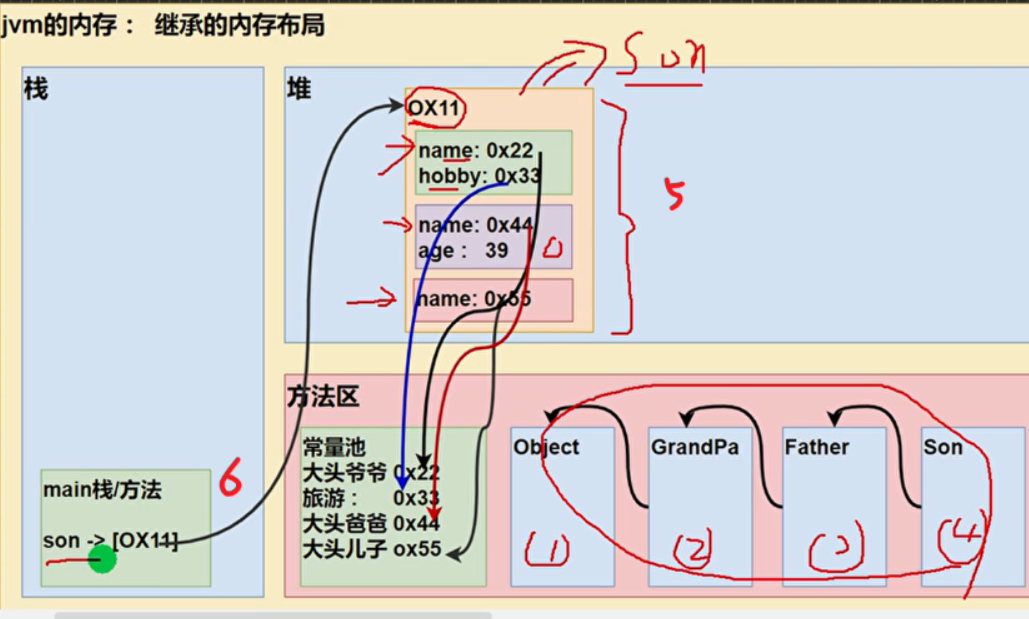 jvm的内存： 继承的内存布局
栈
main栈/方法
son -> [OX11]
6
堆
OX11
Son
name: 0x22
hobby: 0x33
name: 0x44
age： 39
name: 0x55
5
方法区
常量池
大头爷爷 0x22
旅游： 0x33
大头爸爸 0x44
大头儿子 ox55
Object
(1)
GrandPa
(2)
Father
Son
(4)